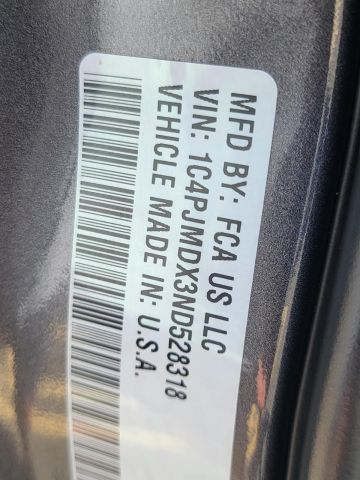 MFD BY: FCA US LLC
VIN: 1C4PJMDX3ND528318
VEHICLE MADE IN: U.S.A.